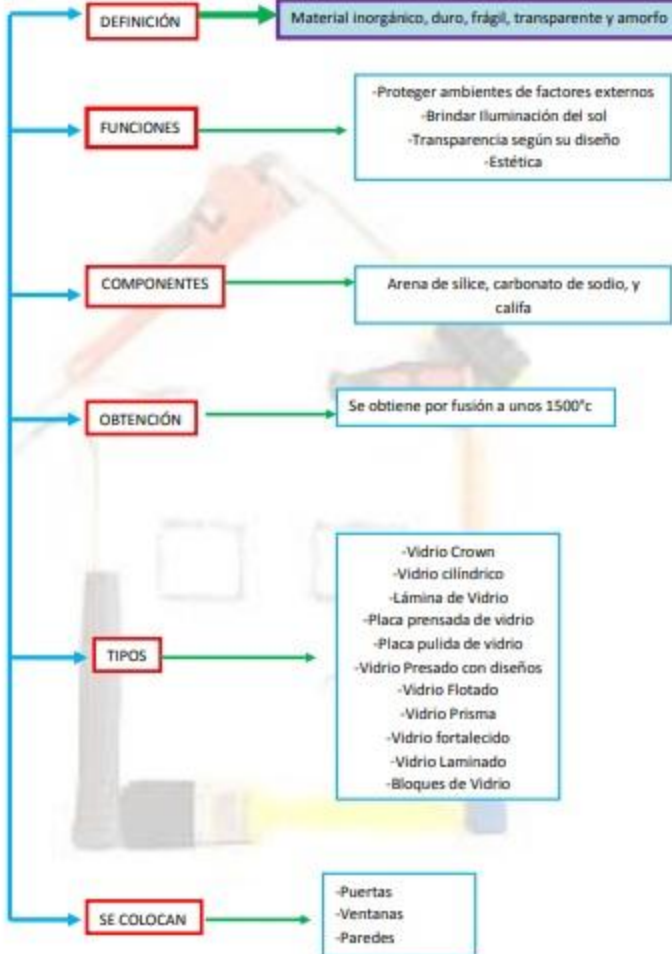 DEFINICIÓN
Material inorgánico, duro, frágil, transparente y amorfo
FUNCIONES
-Proteger ambientes de factores externos
-Brindar Iluminación del sol
-Transparencia según su diseño
-Estética
COMPONENTES
Arena de sílice, carbonato de sodio, y
califa
OBTENCIÓN
Se obtiene por fusión a unos 1500°c
TIPOS
-Vidrio Crown
-Vidrio cilíndrico
-Lámina de Vidrio
-Placa prensada de vidrio
-Placa pulida de vidrio
-Vidrio Presado con diseños
-Vidrio Flotado
-Vidrio Prisma
-Vidrio fortalecido
-Vidrio Laminado
-Bloques de Vidrio
SE COLOCAN
-Puertas
-Ventanas
-Paredes